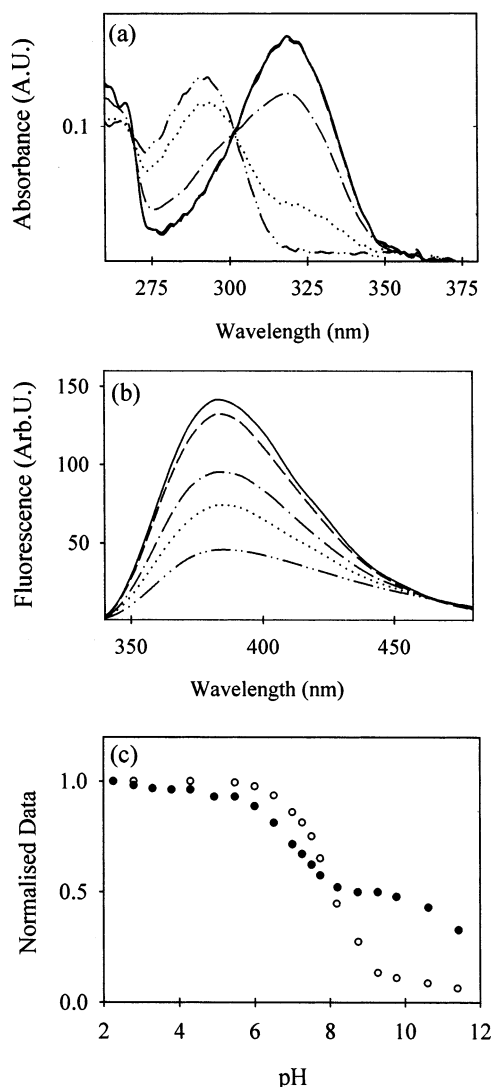 (a)
Absorbance (A.U.)
0.1
275 300 325 350 375
Wavelength (nm)
(b)
Fluorescence (Arb.U.)
150
100
50
350 400 450
Wavelength (nm)
(c)
Normalised Data
1.0
0.5
0.0
2 4 6 8 10 12
pH